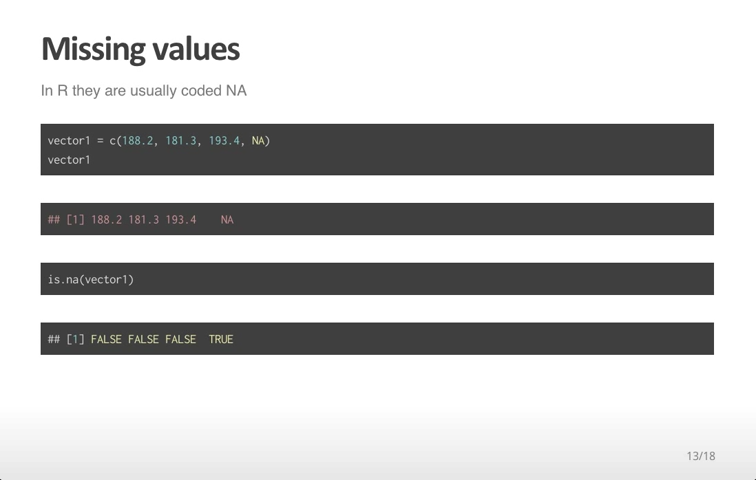 Missing values
In R they are usually coded NA
vector1 = c(188.2, 181.3, 193.4, NA)
vector1
## [1] 188.2 181.3 193.4    NA
is.na(vector1)
## [1] FALSE FALSE FALSE  TRUE
13/18